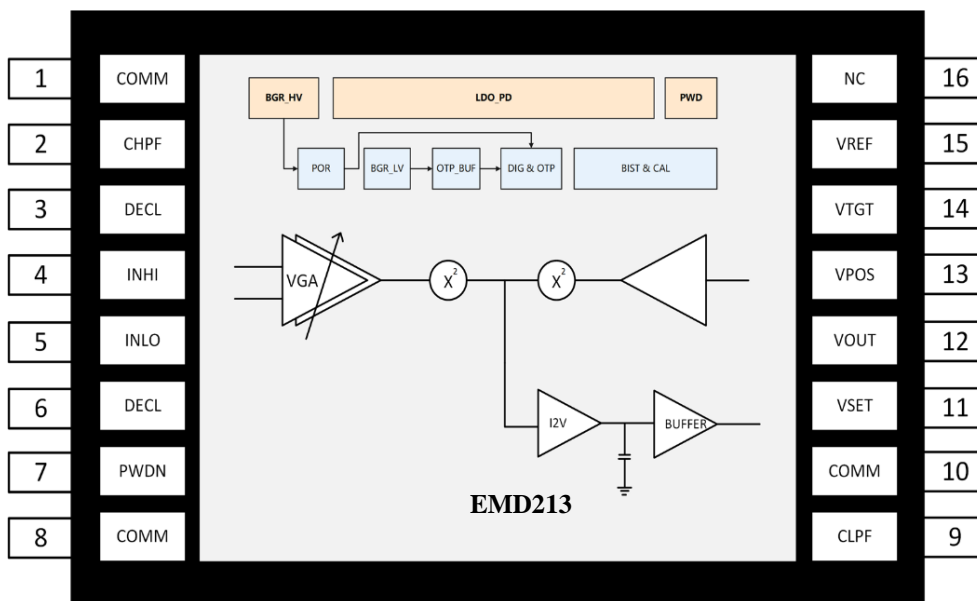 1 COMM
2 CHPF
3 DECL
4 INHI
5 INLO
6 DECL
7 PWDN
8 COMM
BGR_HV LDO_PD PWD
POR BGR_LV OTP_BUF DIG & OTP BIST & CAL
VGA X² X²
I2V BUFFER
EMD213
NC 16
VREF 15
VTGT 14
VPOS 13
VOUT 12
VSET 11
COMM 10
CLPF 9